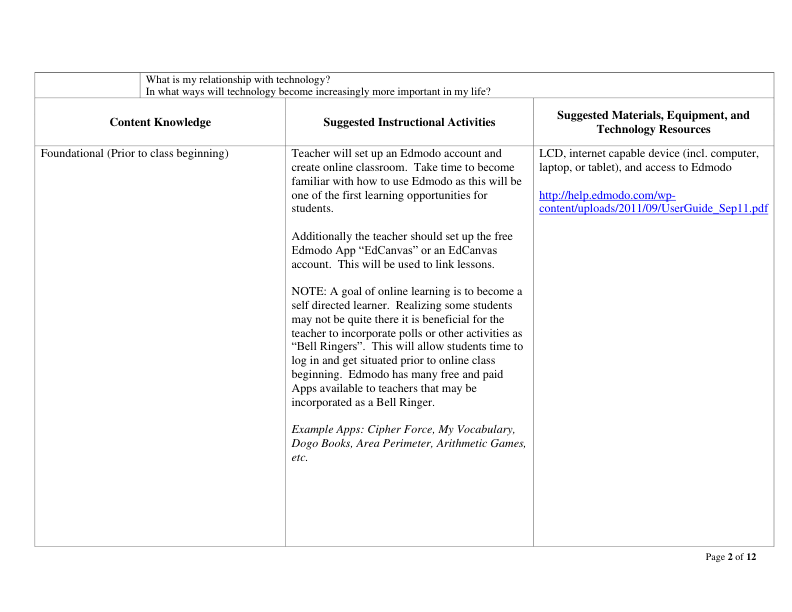 What is my relationship with technology?
In what ways will technology become increasingly more important in my life?
Content Knowledge
Suggested Instructional Activities
Suggested Materials, Equipment, and
Technology Resources
Foundational (Prior to class beginning)
Teacher will set up an Edmodo account and
create online classroom.  Take time to become
familiar with how to use Edmodo as this will be
one of the first learning opportunities for
students.
Additionally the teacher should set up the free
Edmodo App “EdCanvas” or an EdCanvas
account.  This will be used to link lessons.
NOTE: A goal of online learning is to become a
self directed learner.  Realizing some students
may not be quite there it is beneficial for the
teacher to incorporate polls or other activities as
“Bell Ringers”.  This will allow students time to
log in and get situated prior to online class
beginning.  Edmodo has many free and paid
Apps available to teachers that may be
incorporated as a Bell Ringer.
Example Apps: Cipher Force, My Vocabulary,
Dogo Books, Area Perimeter, Arithmetic Games,
etc.
LCD, internet capable device (incl. computer,
laptop, or tablet), and access to Edmodo
http://help.edmodo.com/wp-
content/uploads/2011/09/UserGuide_Sep11.pdf
Page 2 of 12